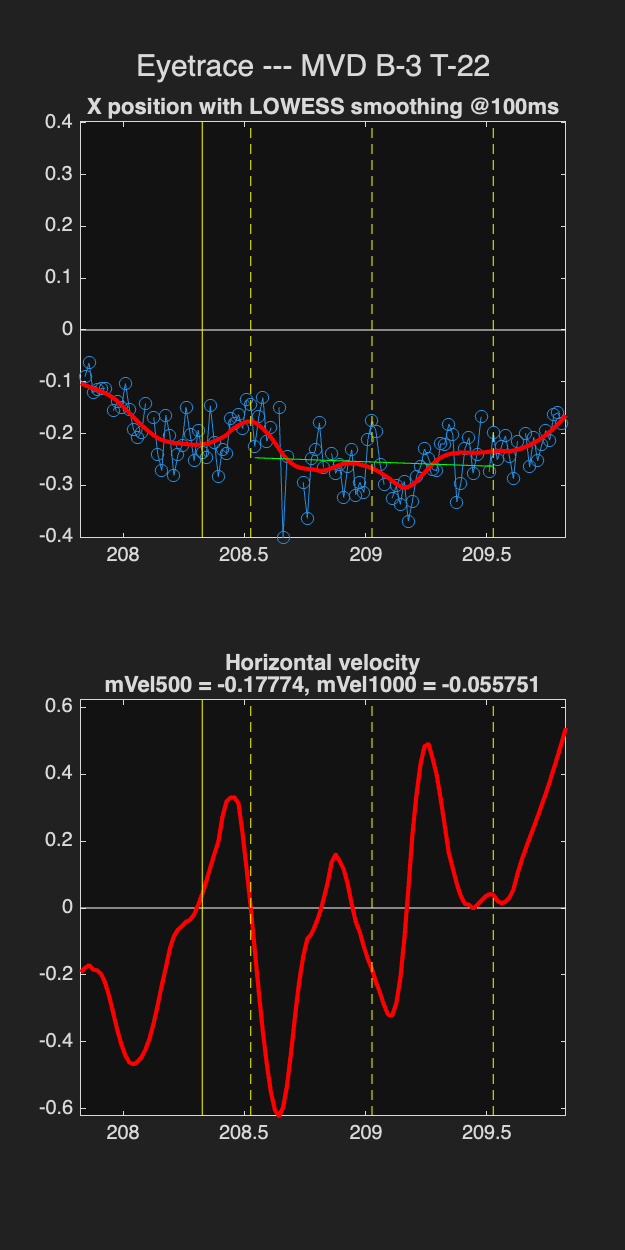 Eyetrace --- MVD B-3 T-22
X position with LOWESS smoothing @100ms
0.4
0.3
0.2
0.1
0
-0.1
-0.2
-0.3
-0.4
208 208.5 209 209.5
Horizontal velocity
mVel500 = -0.17774, mVel1000 = -0.055751
0.6
0.4
0.2
0
-0.2
-0.4
-0.6
208 208.5 209 209.5